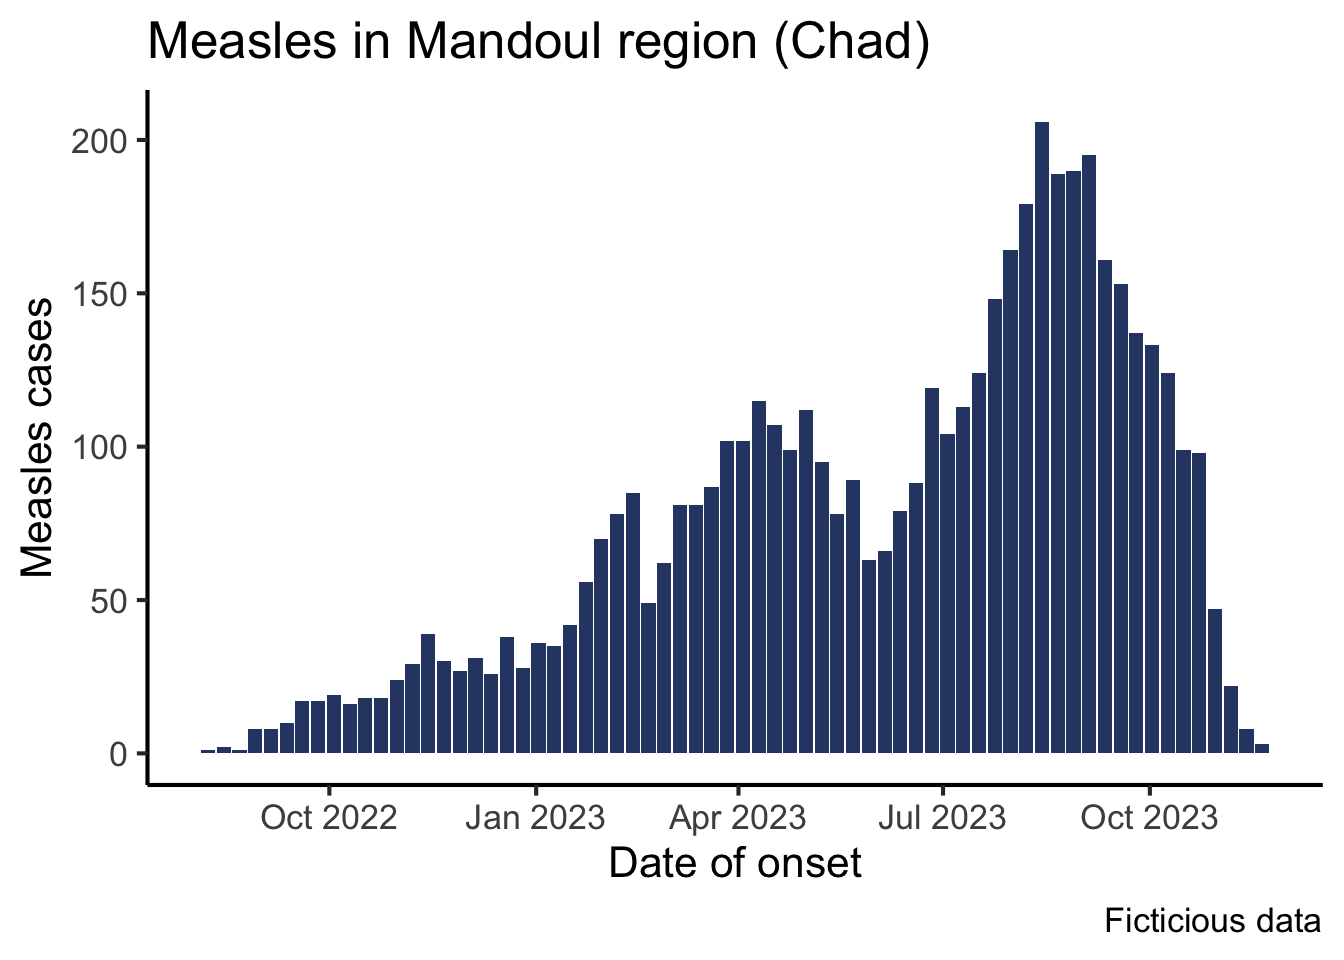 Measles in Mandoul region (Chad)
Measles cases
200
150
100
50
0
Oct 2022
Jan 2023
Apr 2023
Jul 2023
Oct 2023
Date of onset
Ficticious data